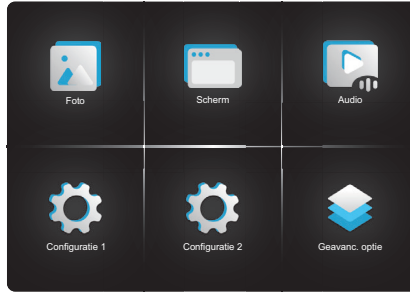 Foto
Scherm
Audio
Configuratie 1
Configuratie 2
Geavanc. optie